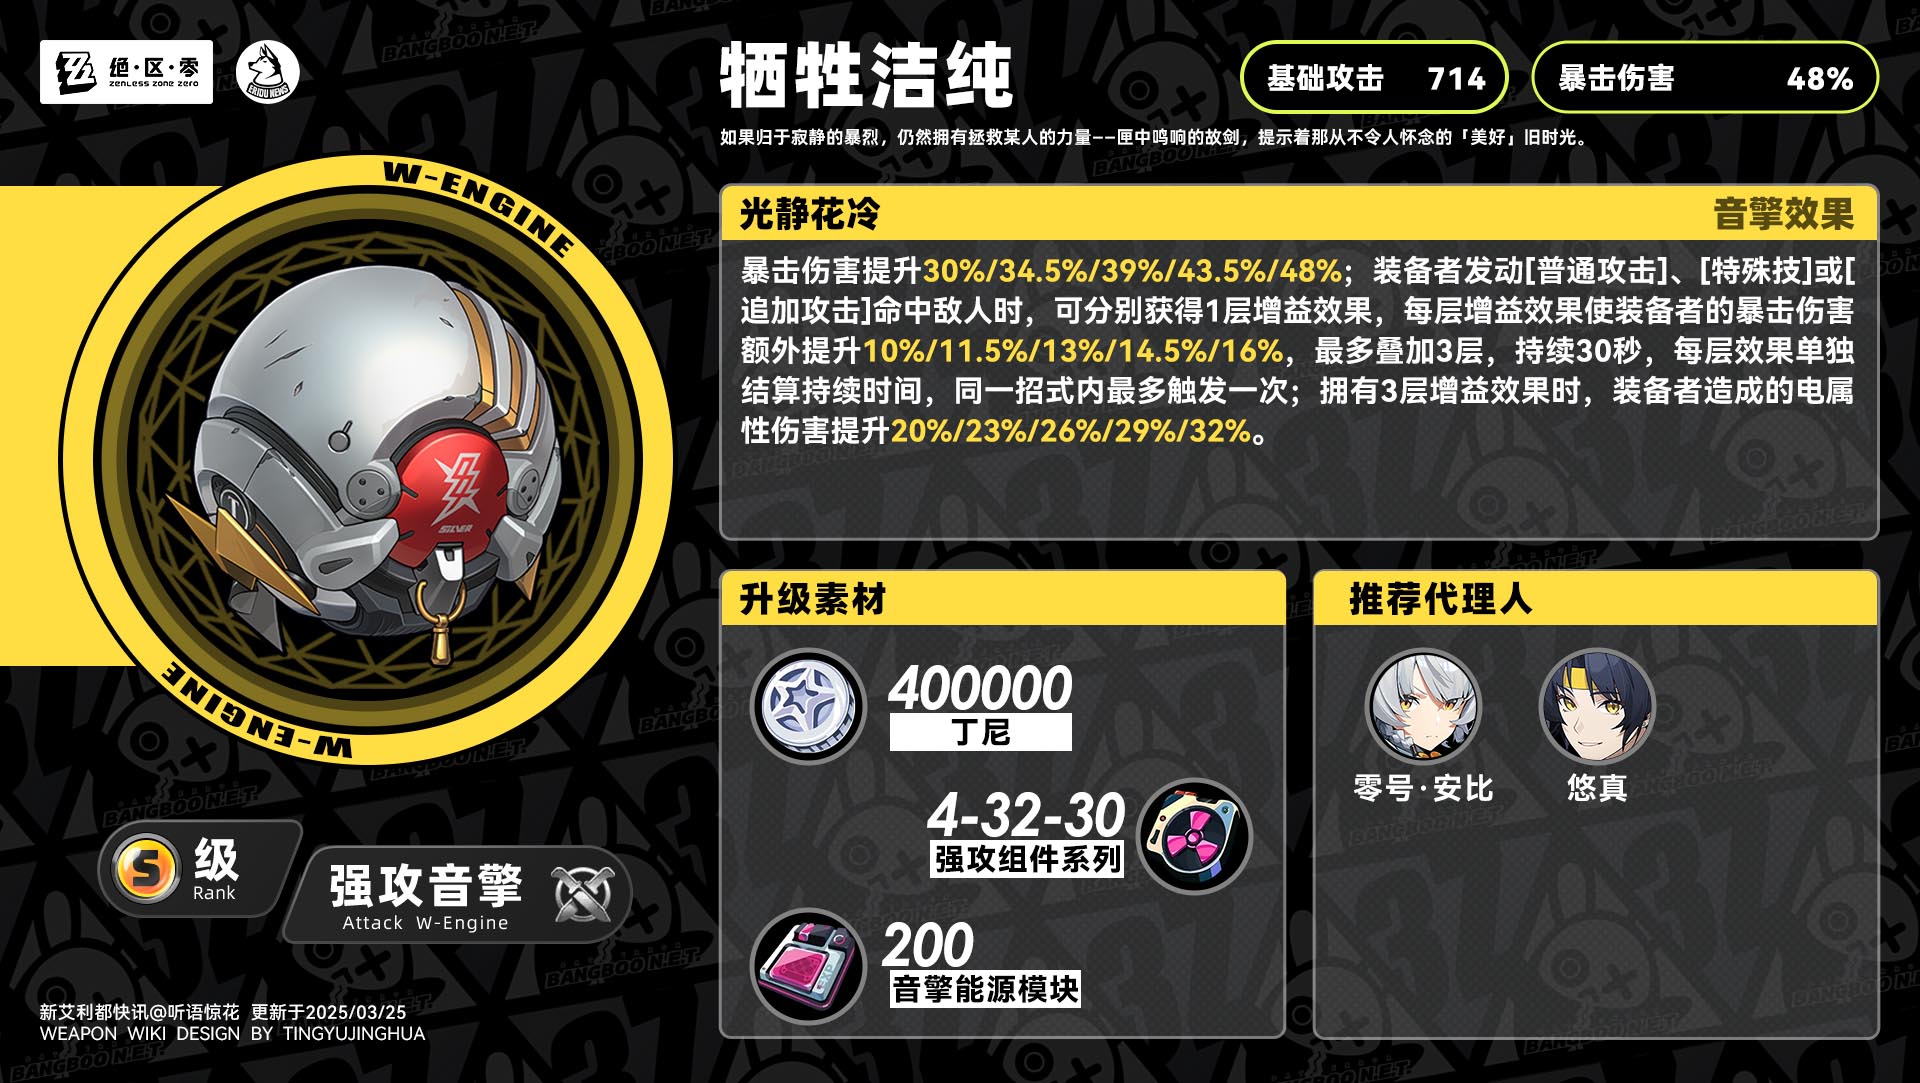 绝·区·零
ZENLESS ZONE ZERO
ERIDU NEWS
牺牲洁纯
基础攻击 714
暴击伤害 48%
如果归于寂静的暴烈，仍然拥有拯救某人的力量——匣中鸣响的故剑，提示着那从不令人怀念的「美好」旧时光。
W-ENGINE
W-ENGINE
SILVER
光静花冷
音擎效果
暴击伤害提升30%/34.5%/39%/43.5%/48%；装备者发动[普通攻击]、[特殊技]或[
追加攻击]命中敌人时，可分别获得1层增益效果，每层增益效果使装备者的暴击伤害
额外提升10%/11.5%/13%/14.5%/16%，最多叠加3层，持续30秒，每层效果单独
结算持续时间，同一招式内最多触发一次；拥有3层增益效果时，装备者造成的电属
性伤害提升20%/23%/26%/29%/32%。
升级素材
400000
丁尼
4-32-30
强攻组件系列
200
音擎能源模块
推荐代理人
零号·安比
悠真
S
级
Rank
强攻音擎
Attack W-Engine
新艾利都快讯@听语惊花 更新于2025/03/25
WEAPON WIKI DESIGN BY TINGYUJINGHUA
BANGBOO N.E.T.